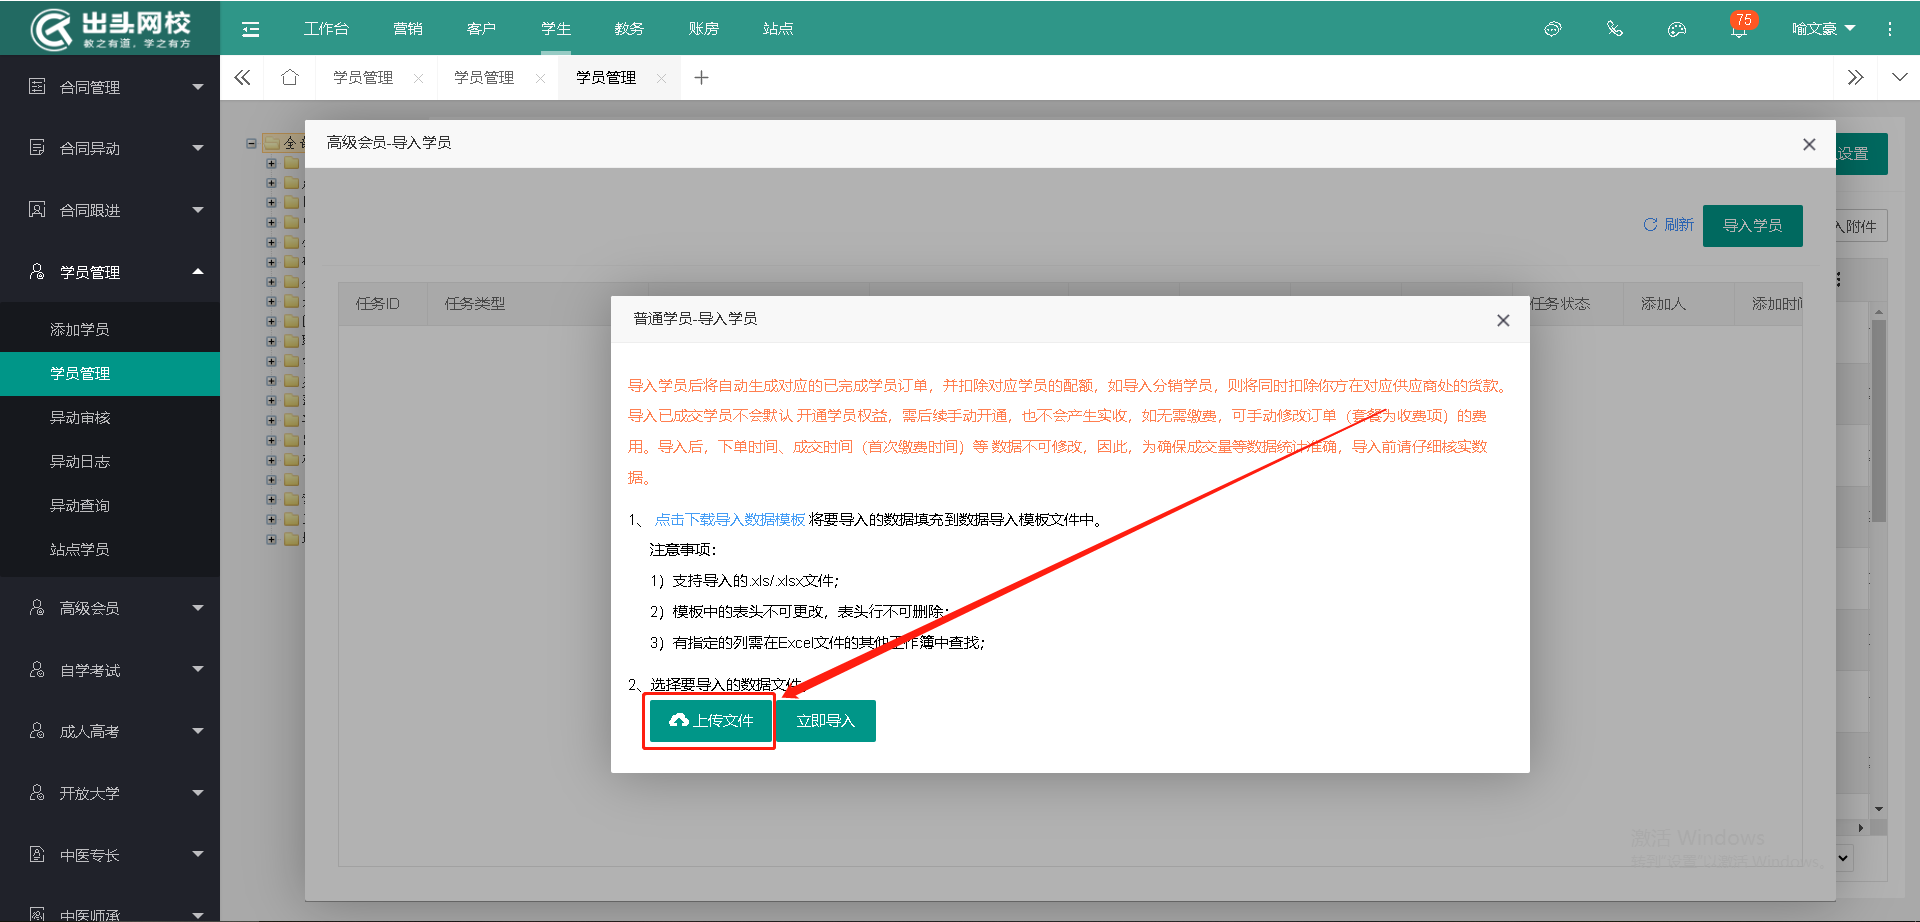 出头网校
教之有道，学之有方
工作台
营销
客户
学生
教务
账房
站点
75
喻文豪
学员管理
学员管理
学员管理
合同管理
合同异动
合同跟进
学员管理
添加学员
学员管理
异动审核
异动日志
异动查询
站点学员
高级会员
自学考试
成人高考
开放大学
中医专长
中医师承
高级会员-导入学员
设置
刷新
导入学员
入附件
任务ID
任务类型
任务状态
添加人
添加时间
普通学员-导入学员
导入学员后将自动生成对应的已完成学员订单，并扣除对应学员的配额，如导入分销学员，则将同时扣除你方在对应供应商处的货款。
导入已成交学员不会默认 开通学员权益，需后续手动开通，也不会产生实收，如无需缴费，可手动修改订单（套餐为收费项）的费
用。导入后，下单时间、成交时间（首次缴费时间）等 数据不可修改，因此，为确保成交量等数据统计准确，导入前请仔细核实数
据。
1、 点击下载导入数据模板 将要导入的数据填充到数据导入模板文件中。
注意事项：
1）支持导入的.xls/.xlsx文件；
2）模板中的表头不可更改，表头行不可删除；
3）有指定的列需在Excel文件的其他工作簿中查找；
2、选择要导入的数据文件。
上传文件
立即导入
激活 Windows
转到"设置"以激活 Windows。